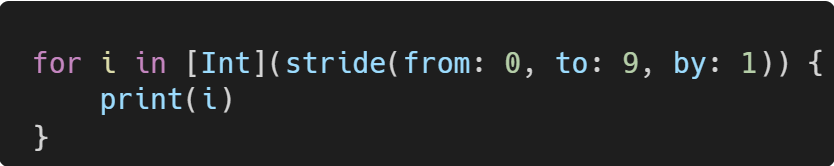 for i in [Int](stride(from: 0, to: 9, by: 1)) {
    print(i)
}